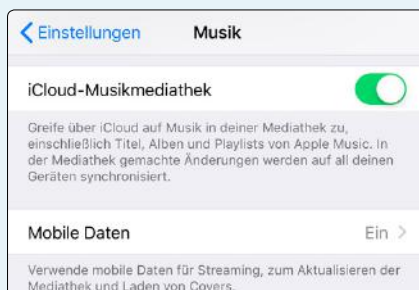 Einstellungen Musik
iCloud-Musikmediathek
Greife über iCloud auf Musik in deiner Mediathek zu,
einschließlich Titel, Alben und Playlists von Apple Music. In
der Mediathek gemachte Änderungen werden auf all deinen
Geräten synchronisiert.
Mobile Daten Ein
Verwende mobile Daten für Streaming, zum Aktualisieren der
Mediathek und Laden von Covers.